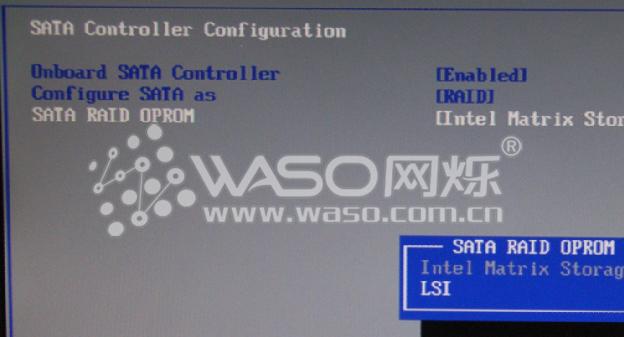 SATA Controller Configuration
Onboard SATA Controller [Enabled]
Configure SATA as [RAID]
SATA RAID OPROM [Intel Matrix Stor
WASO网烁®
www.waso.com.cn
SATA RAID OPROM
Intel Matrix Storag
LSI